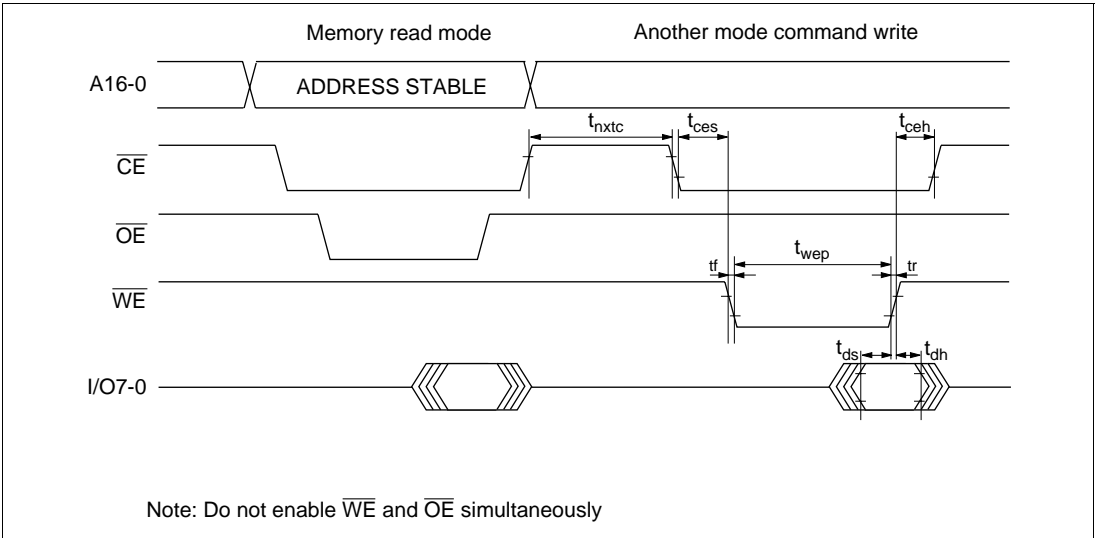 Memory read mode
Another mode command write
A16-0
ADDRESS STABLE
tnxtc
tces
tceh
CE
OE
twep
tf
tr
WE
tds
tdh
I/O7-0
Note: Do not enable WE and OE simultaneously